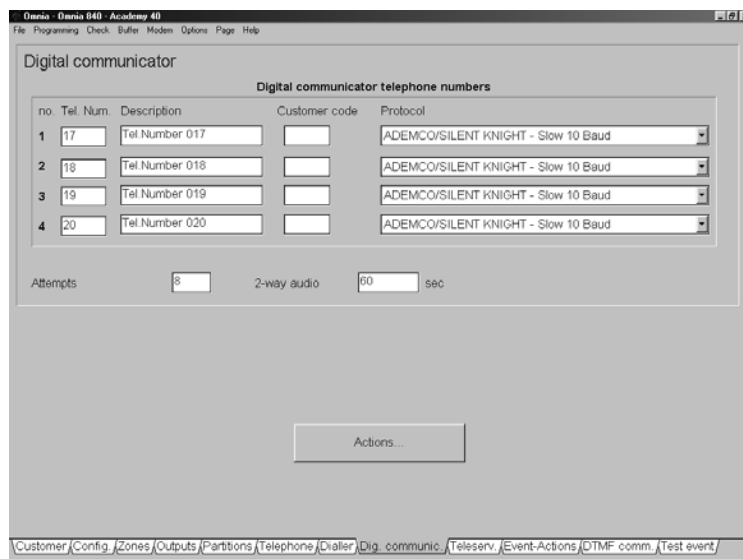 Omnia - Omnia 840 - Academy 40
File Programming Check Buffer Modem Options Page Help
Digital communicator
Digital communicator telephone numbers
no. Tel. Num. Description Customer code Protocol
1 17 Tel.Number 017 ADEMCO/SILENT KNIGHT - Slow 10 Baud
2 18 Tel.Number 018 ADEMCO/SILENT KNIGHT - Slow 10 Baud
3 19 Tel.Number 019 ADEMCO/SILENT KNIGHT - Slow 10 Baud
4 20 Tel.Number 020 ADEMCO/SILENT KNIGHT - Slow 10 Baud
Attempts 8 2-way audio 60 sec
Actions...
Customer Config. Zones Outputs Partitions Telephone Dialler Dig. communic. Teleserv. Event-Actions DTMF comm. Test event